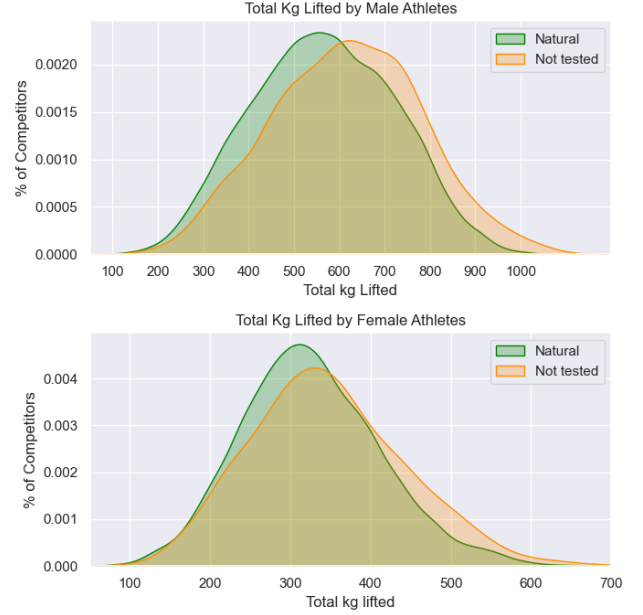 Total Kg Lifted by Male Athletes
Natural
Not tested
% of Competitors
0.0020
0.0015
0.0010
0.0005
0.0000
100 200 300 400 500 600 700 800 900 1000
Total kg Lifted
Total Kg Lifted by Female Athletes
Natural
Not tested
% of Competitors
0.004
0.003
0.002
0.001
0.000
100 200 300 400 500 600 700
Total kg lifted